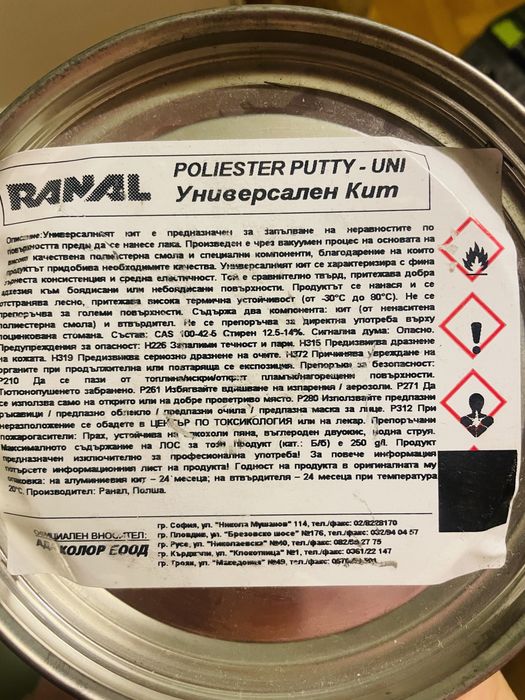 RANAL
POLIESTER PUTTY - UNI
Универсален Кит
Описание:Универсалният кит е предназначен за запълване на неравностите по
повърхността преди да се нанесе лака. Произведен е чрез вакуумен процес на основата на
висококачествена полиестерна смола и специални компоненти, благодарение на които
продуктът придобива необходимите качества. Универсалният кит се характеризира с фина
зърнеста консистенция и средна еластичност. Той е сравнително твърд, притежава добра
адхезия към боядисани или небоядисани повърхности. Продуктът се нанася и се
отстранява лесно, притежава висока термична устойчивост (от -30°C до 80°C). Не се
препоръчва за големи повърхности. Съдържа два компонента: кит (от ненаситена
полиестерна смола) и втвърдител. Не се препоръчва за директна употреба върху
поцинкована стомана. Състав: CAS 100-42-5 Стирен 12.5-14%. Сигнална дума: Опасно.
Предупреждения за опасност: H226 Запалими течност и пари. H315 Предизвиква дразнене
на кожата. H319 Предизвиква сериозно дразнене на очите. H372 Причинява увреждане на
органите при продължителна или повтаряща се експозиция. Препоръки за безопасност:
P210 Да се пази от топлина/искри/открит пламък/нагорещени повърхности.
Тютюнопушенето забранено. P261 Избягвайте вдишване на изпарения / аерозоли. P271 Да
се използва само на открито или на добре проветриво място. P280 Използвайте предпазни
ръкавици / предпазно облекло / предпазни очила / предпазна маска за лице. P312 При
неразположение се обадете в ЦЕНТЪР ПО ТОКСИКОЛОГИЯ или на лекар. Препоръчани
пожарогасители: Прах, устойчива на алкохоли пяна, въглероден двуокис, водна струя.
Максималното съдържание на ЛОС за този продукт (кат.: Б/б) е 250 g/l. Продукт
предназначен изключително за професионална употреба! За повече информация
потърсете информационния лист на продукта! Годност на продукта в оригиналната му
опаковка: на алуминиевия кит – 24 месеца; на втвърдителя – 24 месеца при температура
20°C. Производител: Ранал, Полша.
ОФИЦИАЛЕН ВНОСИТЕЛ:
КОЛОР ЕООД
гр. София, ул. "Никола Мушанов" 114, тел./факс: 02/8228170
гр. Пловдив, ул. "Брезовско шосе" №176, тел./факс: 032/94 04 57
гр. Русе, ул. "Николаевска" №40, тел./факс: 082/ 27 75
гр. Кърджали, ул. "Клокотница" №1, тел./факс: 0361/22 147
гр. Троян, ул. "Македония" №49, тел./факс: